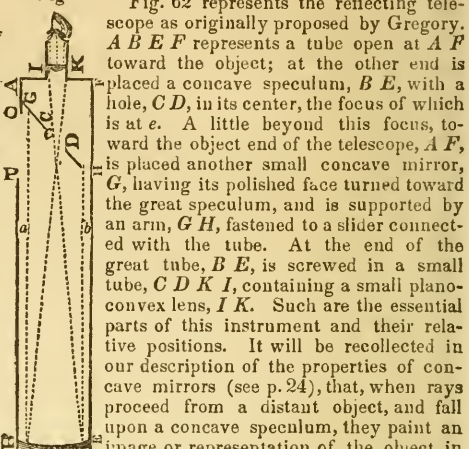 Fig. 62 represents the reflecting tele-
scope as originally proposed by Gregory.
A B E F represents a tube open at A F
toward the object; at the other end is
placed a concave speculum, B E, with a
hole, C D, in its center, the focus of which
is at e. A little beyond this focus, to-
ward the object end of the telescope, A F,
is placed another small concave mirror,
G, having its polished face turned toward
the great speculum, and is supported by
an arm, G H, fastened to a slider connect-
ed with the tube. At the end of the
great tube, B E, is screwed in a small
tube, C D K I, containing a small plano-
convex lens, I K. Such are the essential
parts of this instrument and their rela-
tive positions. It will be recollected in
our description of the properties of con-
cave mirrors (see p. 24), that, when rays
proceed from a distant object, and fall
upon a concave speculum, they paint an
image or representation of the object in
I
K
A
F
O
G
C
D
P
H
a
b
B
E